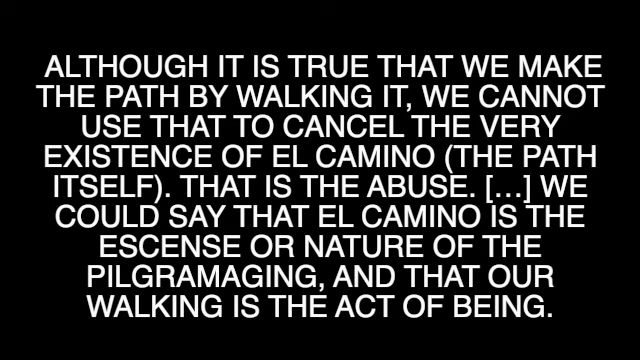 ALTHOUGH IT IS TRUE THAT WE MAKE
THE PATH BY WALKING IT, WE CANNOT
USE THAT TO CANCEL THE VERY
EXISTENCE OF EL CAMINO (THE PATH
ITSELF). THAT IS THE ABUSE. […] WE
COULD SAY THAT EL CAMINO IS THE
ESCENSE OR NATURE OF THE
PILGRAMAGING, AND THAT OUR
WALKING IS THE ACT OF BEING.